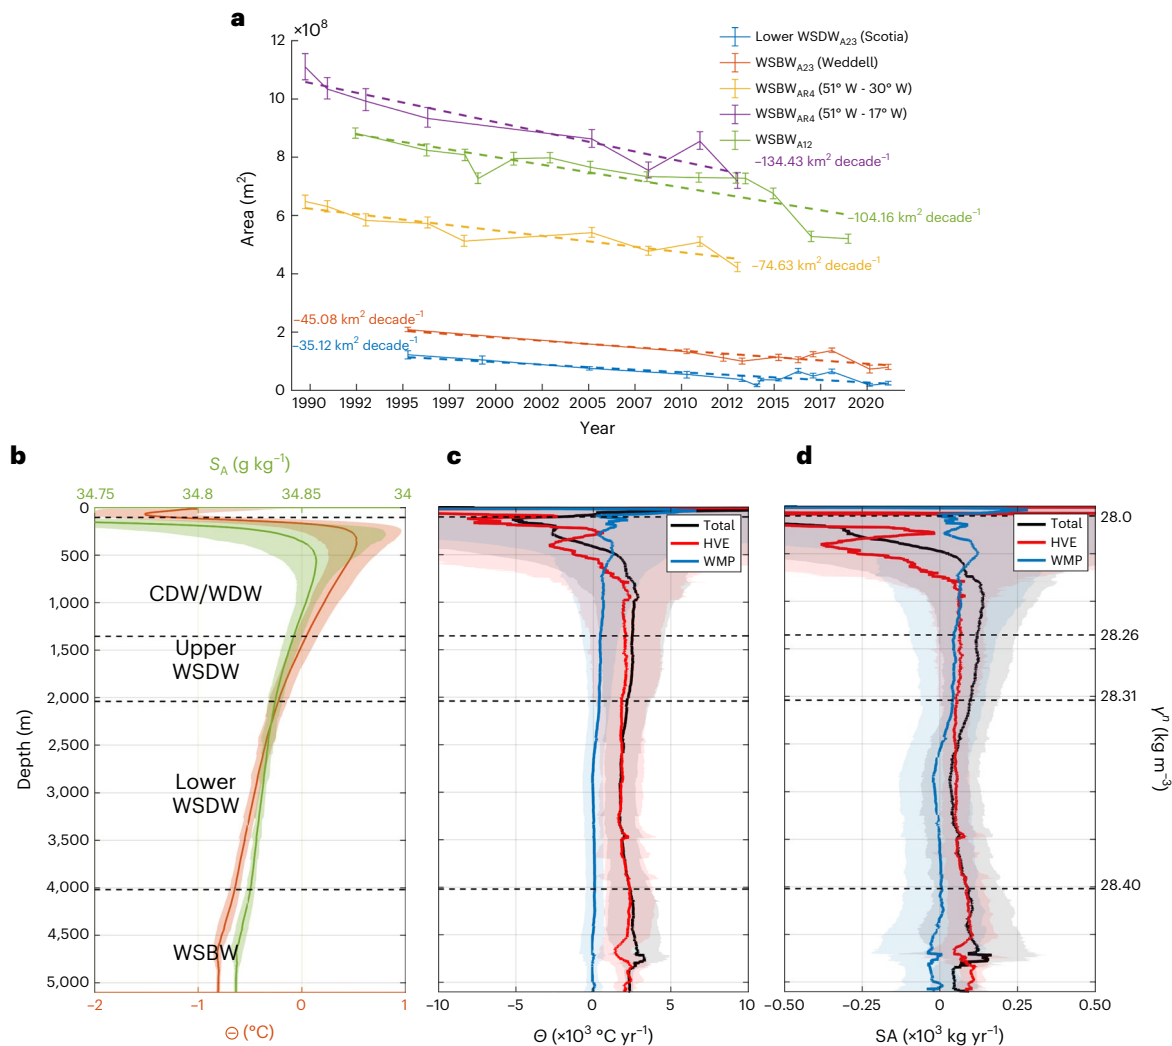 a
×10⁸
12
10
8
6
4
2
0
Area (m²)
Lower WSDW_A23 (Scotia)
WSBW_A23 (Weddell)
WSBW_AR4 (51° W - 30° W)
WSBW_AR4 (51° W - 17° W)
WSBW_A12
−134.43 km² decade⁻¹
−104.16 km² decade⁻¹
−74.63 km² decade⁻¹
−45.08 km² decade⁻¹
−35.12 km² decade⁻¹
1990 1992 1995 1997 2000 2002 2005 2007 2010 2012 2015 2017 2020
Year
b
S_A (g kg⁻¹)
34.75 34.8 34.85 34
0
500
1,000
1,500
2,000
2,500
3,000
3,500
4,000
4,500
5,000
Depth (m)
CDW/WDW
Upper
WSDW
Lower
WSDW
WSBW
−2 −1 0 1
Θ (°C)
c
Total
HVE
WMP
−10 −5 0 5 10
Θ (×10³ °C yr⁻¹)
d
Total
HVE
WMP
28.0
28.26
28.31
28.40
γⁿ (kg m⁻³)
−0.50 −0.25 0 0.25 0.50
SA (×10³ kg yr⁻¹)